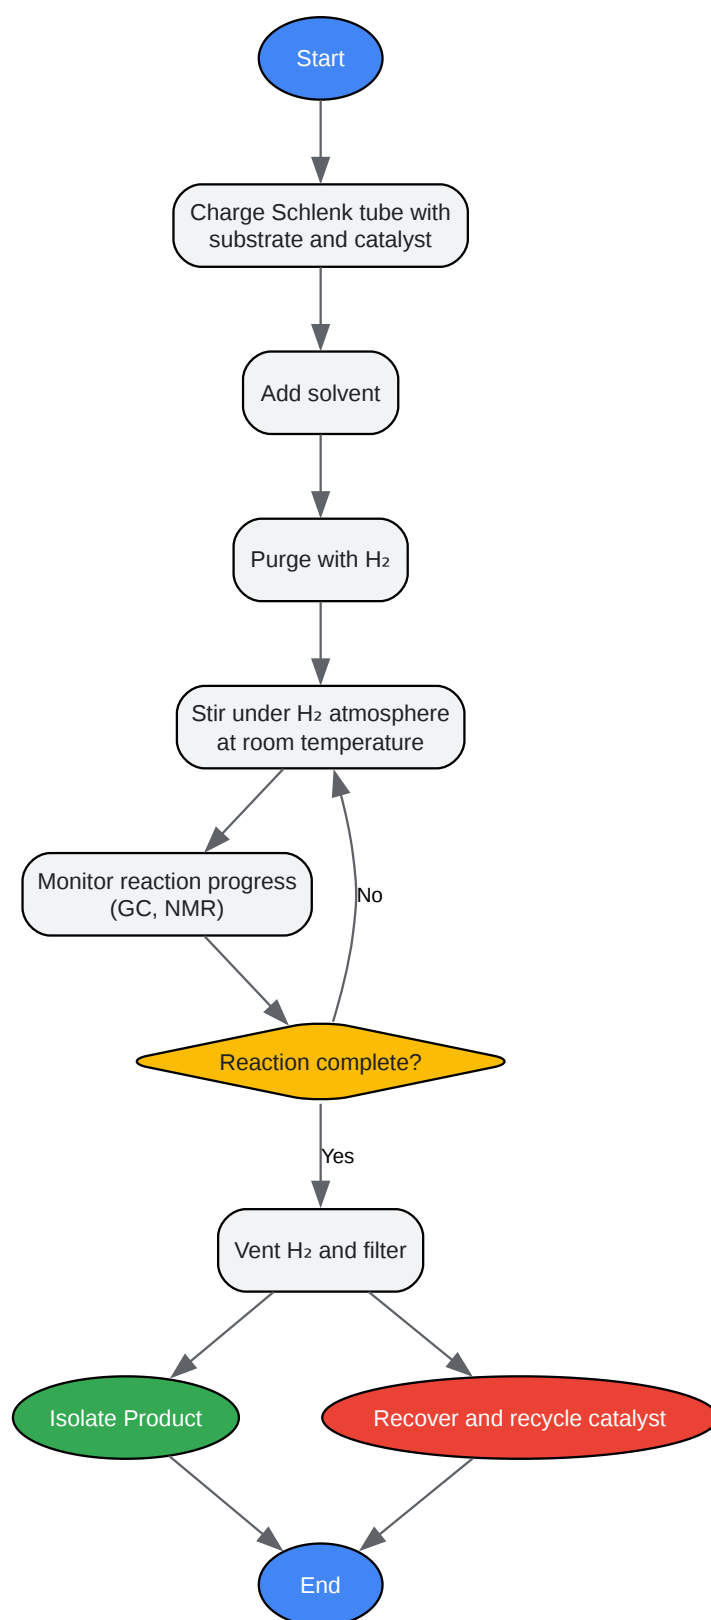 Start
Charge Schlenk tube with
substrate and catalyst
Add solvent
Purge with H₂
Stir under H₂ atmosphere
at room temperature
Monitor reaction progress
(GC, NMR)
No
Reaction complete?
Yes
Vent H₂ and filter
Isolate Product
Recover and recycle catalyst
End